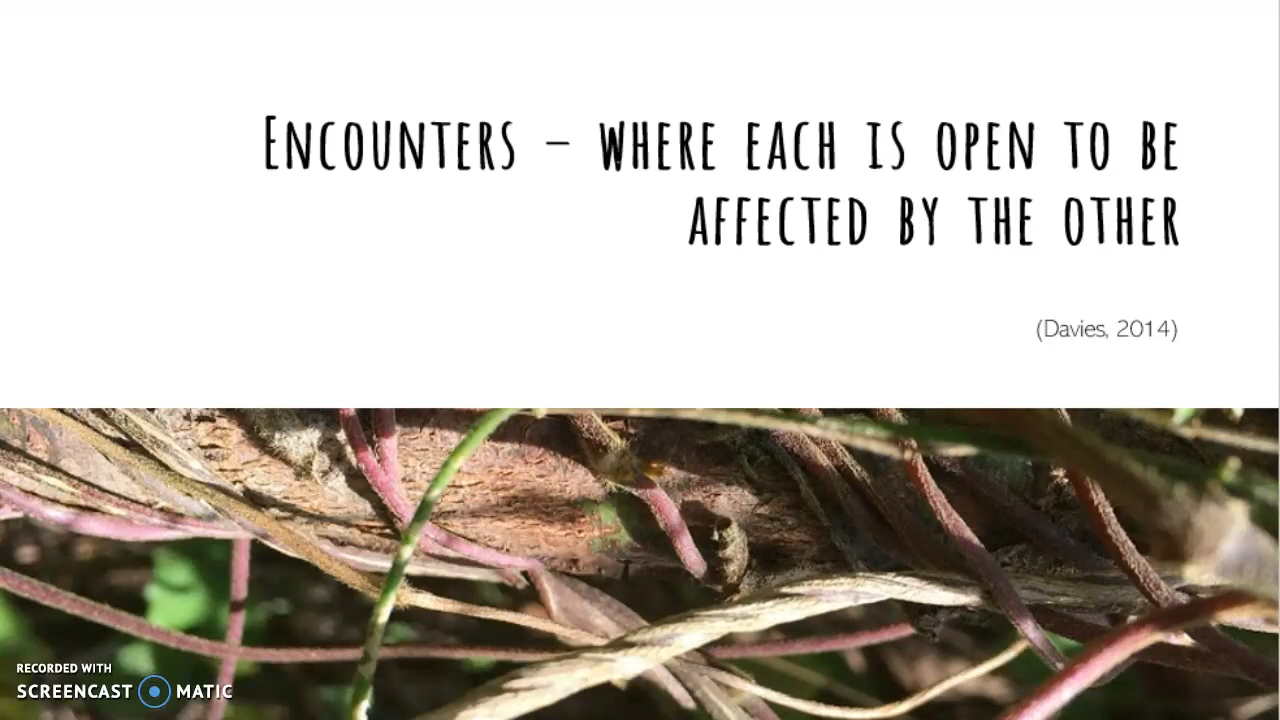 Encounters – where each is open to be
affected by the other
(Davies, 2014)
RECORDED WITH
SCREENCAST MATIC